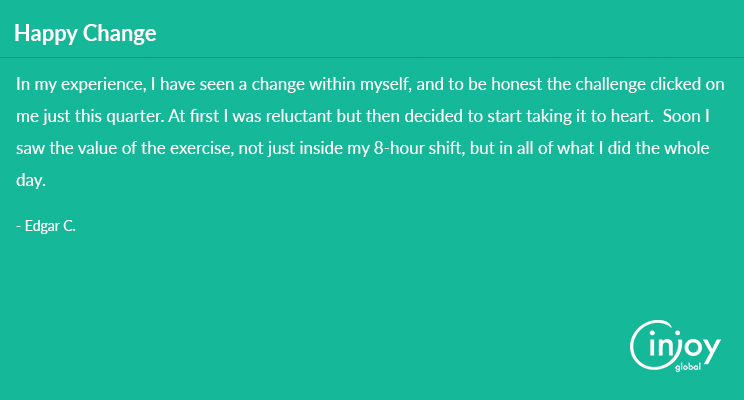 Happy Change
In my experience, I have seen a change within myself, and to be honest the challenge clicked on
me just this quarter. At first I was reluctant but then decided to start taking it to heart.  Soon I
saw the value of the exercise, not just inside my 8-hour shift, but in all of what I did the whole
day.
- Edgar C.
injoy
global